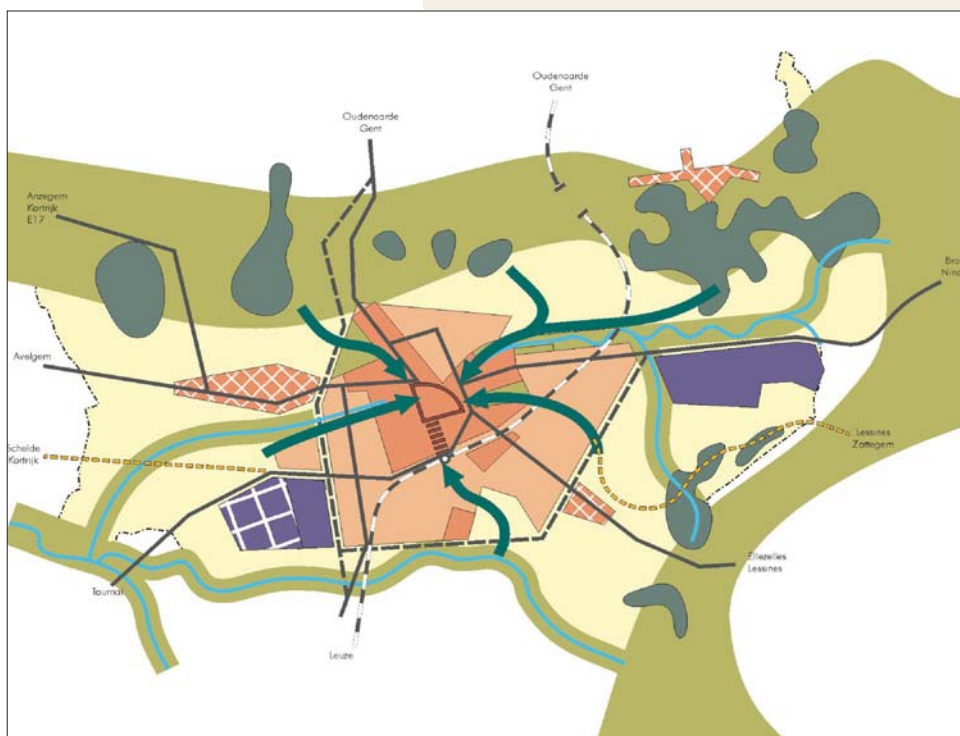 Oudenaarde
Gent
Oudenaarde
Gent
Anzegem
Kortrijk
E17
Avelgem
Schelde
Kortrijk
Lessines
Zottegem
Ellezelles
Lessines
Tournai
Leuze